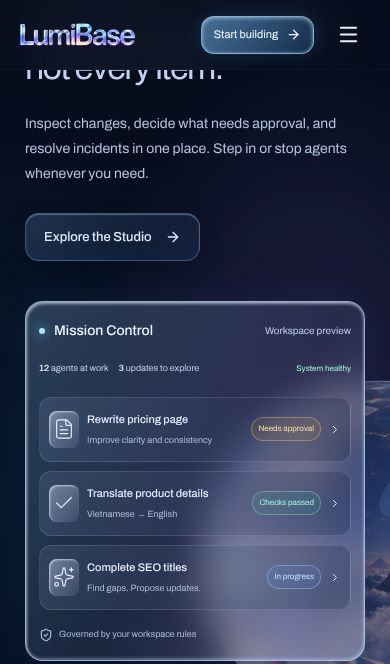 LumiBase
Start building →
not every item.
Inspect changes, decide what needs approval, and
resolve incidents in one place. Step in or stop agents
whenever you need.
Explore the Studio →
Mission Control
Workspace preview
12 agents at work
3 updates to explore
System healthy
Rewrite pricing page
Improve clarity and consistency
Needs approval
Translate product details
Vietnamese → English
Checks passed
Complete SEO titles
Find gaps. Propose updates.
In progress
Governed by your workspace rules